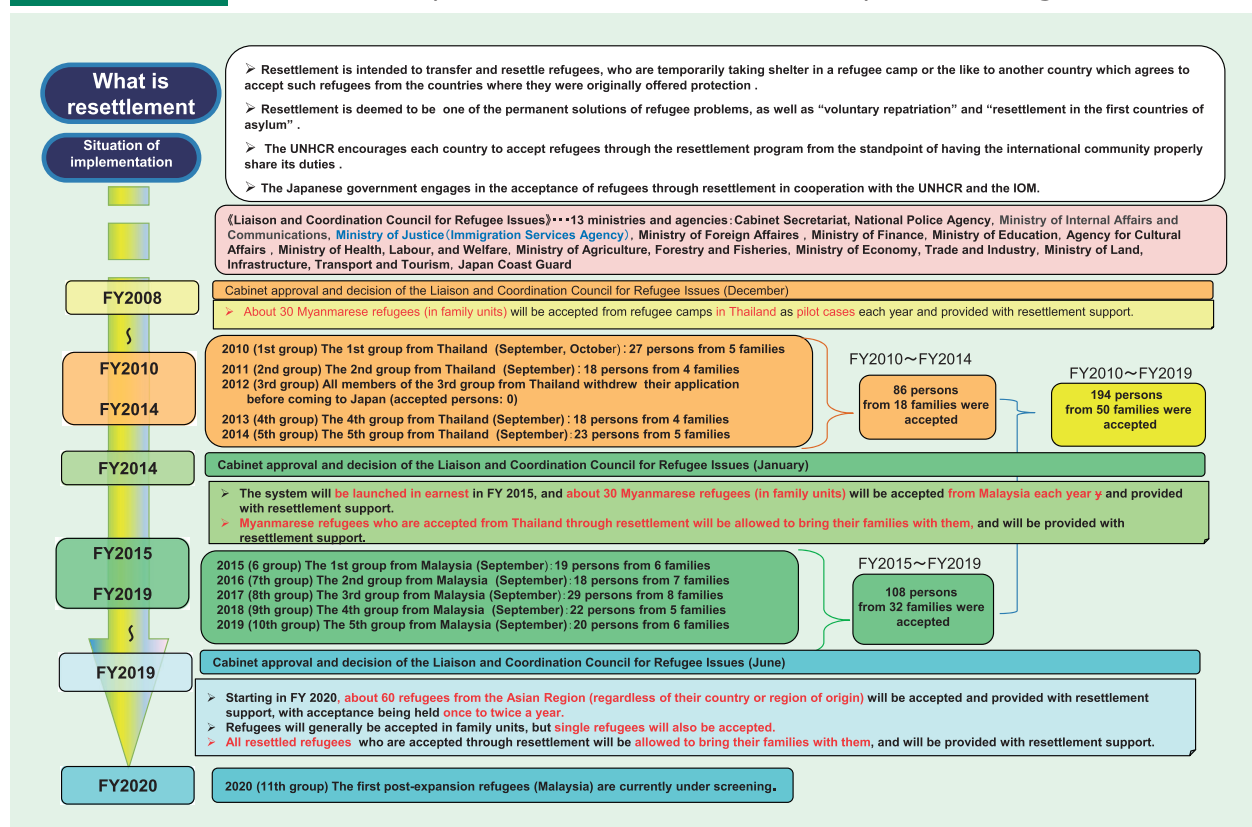 What is
resettlement
Situation of
implementation
➢ Resettlement is intended to transfer and resettle refugees, who are temporarily taking shelter in a refugee camp or the like to another country which agrees to
accept such refugees from the countries where they were originally offered protection .
➢ Resettlement is deemed to be one of the permanent solutions of refugee problems, as well as “voluntary repatriation” and “resettlement in the first countries of
asylum” .
➢ The UNHCR encourages each country to accept refugees through the resettlement program from the standpoint of having the international community properly
share its duties .
➢ The Japanese government engages in the acceptance of refugees through resettlement in cooperation with the UNHCR and the IOM.
《Liaison and Coordination Council for Refugee Issues》・・・13 ministries and agencies：Cabinet Secretariat, National Police Agency, Ministry of Internal Affairs and
Communications, Ministry of Justice（Immigration Services Agency）, Ministry of Foreign Affaires , Ministry of Finance, Ministry of Education, Agency for Cultural
Affairs , Ministry of Health, Labour, and Welfare, Ministry of Agriculture, Forestry and Fisheries, Ministry of Economy, Trade and Industry, Ministry of Land,
Infrastructure, Transport and Tourism, Japan Coast Guard
FY2008
Cabinet approval and decision of the Liaison and Coordination Council for Refugee Issues (December)
➢ About 30 Myanmarese refugees (in family units) will be accepted from refugee camps in Thailand as pilot cases each year and provided with resettlement support.
～
FY2010
FY2014
2010 (1st group) The 1st group from Thailand (September, October)：27 persons from 5 families
2011 (2nd group) The 2nd group from Thailand (September)：18 persons from 4 families
2012 (3rd group) All members of the 3rd group from Thailand withdrew their application
before coming to Japan (accepted persons: 0)
2013 (4th group) The 4th group from Thailand (September)：18 persons from 4 families
2014 (5th group) The 5th group from Thailand (September)：23 persons from 5 families
FY2010～FY2014
86 persons
from 18 families were
accepted
FY2010～FY2019
194 persons
from 50 families were
accepted
FY2014
Cabinet approval and decision of the Liaison and Coordination Council for Refugee Issues (January)
➢ The system will be launched in earnest in FY 2015, and about 30 Myanmarese refugees (in family units) will be accepted from Malaysia each year y and provided
with resettlement support.
➢ Myanmarese refugees who are accepted from Thailand through resettlement will be allowed to bring their families with them, and will be provided with
resettlement support.
FY2015
FY2019
2015 (6 group) The 1st group from Malaysia (September)：19 persons from 6 families
2016 (7th group) The 2nd group from Malaysia (September)：18 persons from 7 families
2017 (8th group) The 3rd group from Malaysia (September)：29 persons from 8 families
2018 (9th group) The 4th group from Malaysia (September)：22 persons from 5 families
2019 (10th group) The 5th group from Malaysia (September)：20 persons from 6 families
FY2015～FY2019
108 persons
from 32 families were
accepted
～
FY2019
Cabinet approval and decision of the Liaison and Coordination Council for Refugee Issues (June)
➢ Starting in FY 2020, about 60 refugees from the Asian Region (regardless of their country or region of origin) will be accepted and provided with resettlement
support, with acceptance being held once to twice a year.
➢ Refugees will generally be accepted in family units, but single refugees will also be accepted.
➢ All resettled refugees who are accepted through resettlement will be allowed to bring their families with them, and will be provided with resettlement support.
FY2020
2020 (11th group) The first post-expansion refugees (Malaysia) are currently under screening.